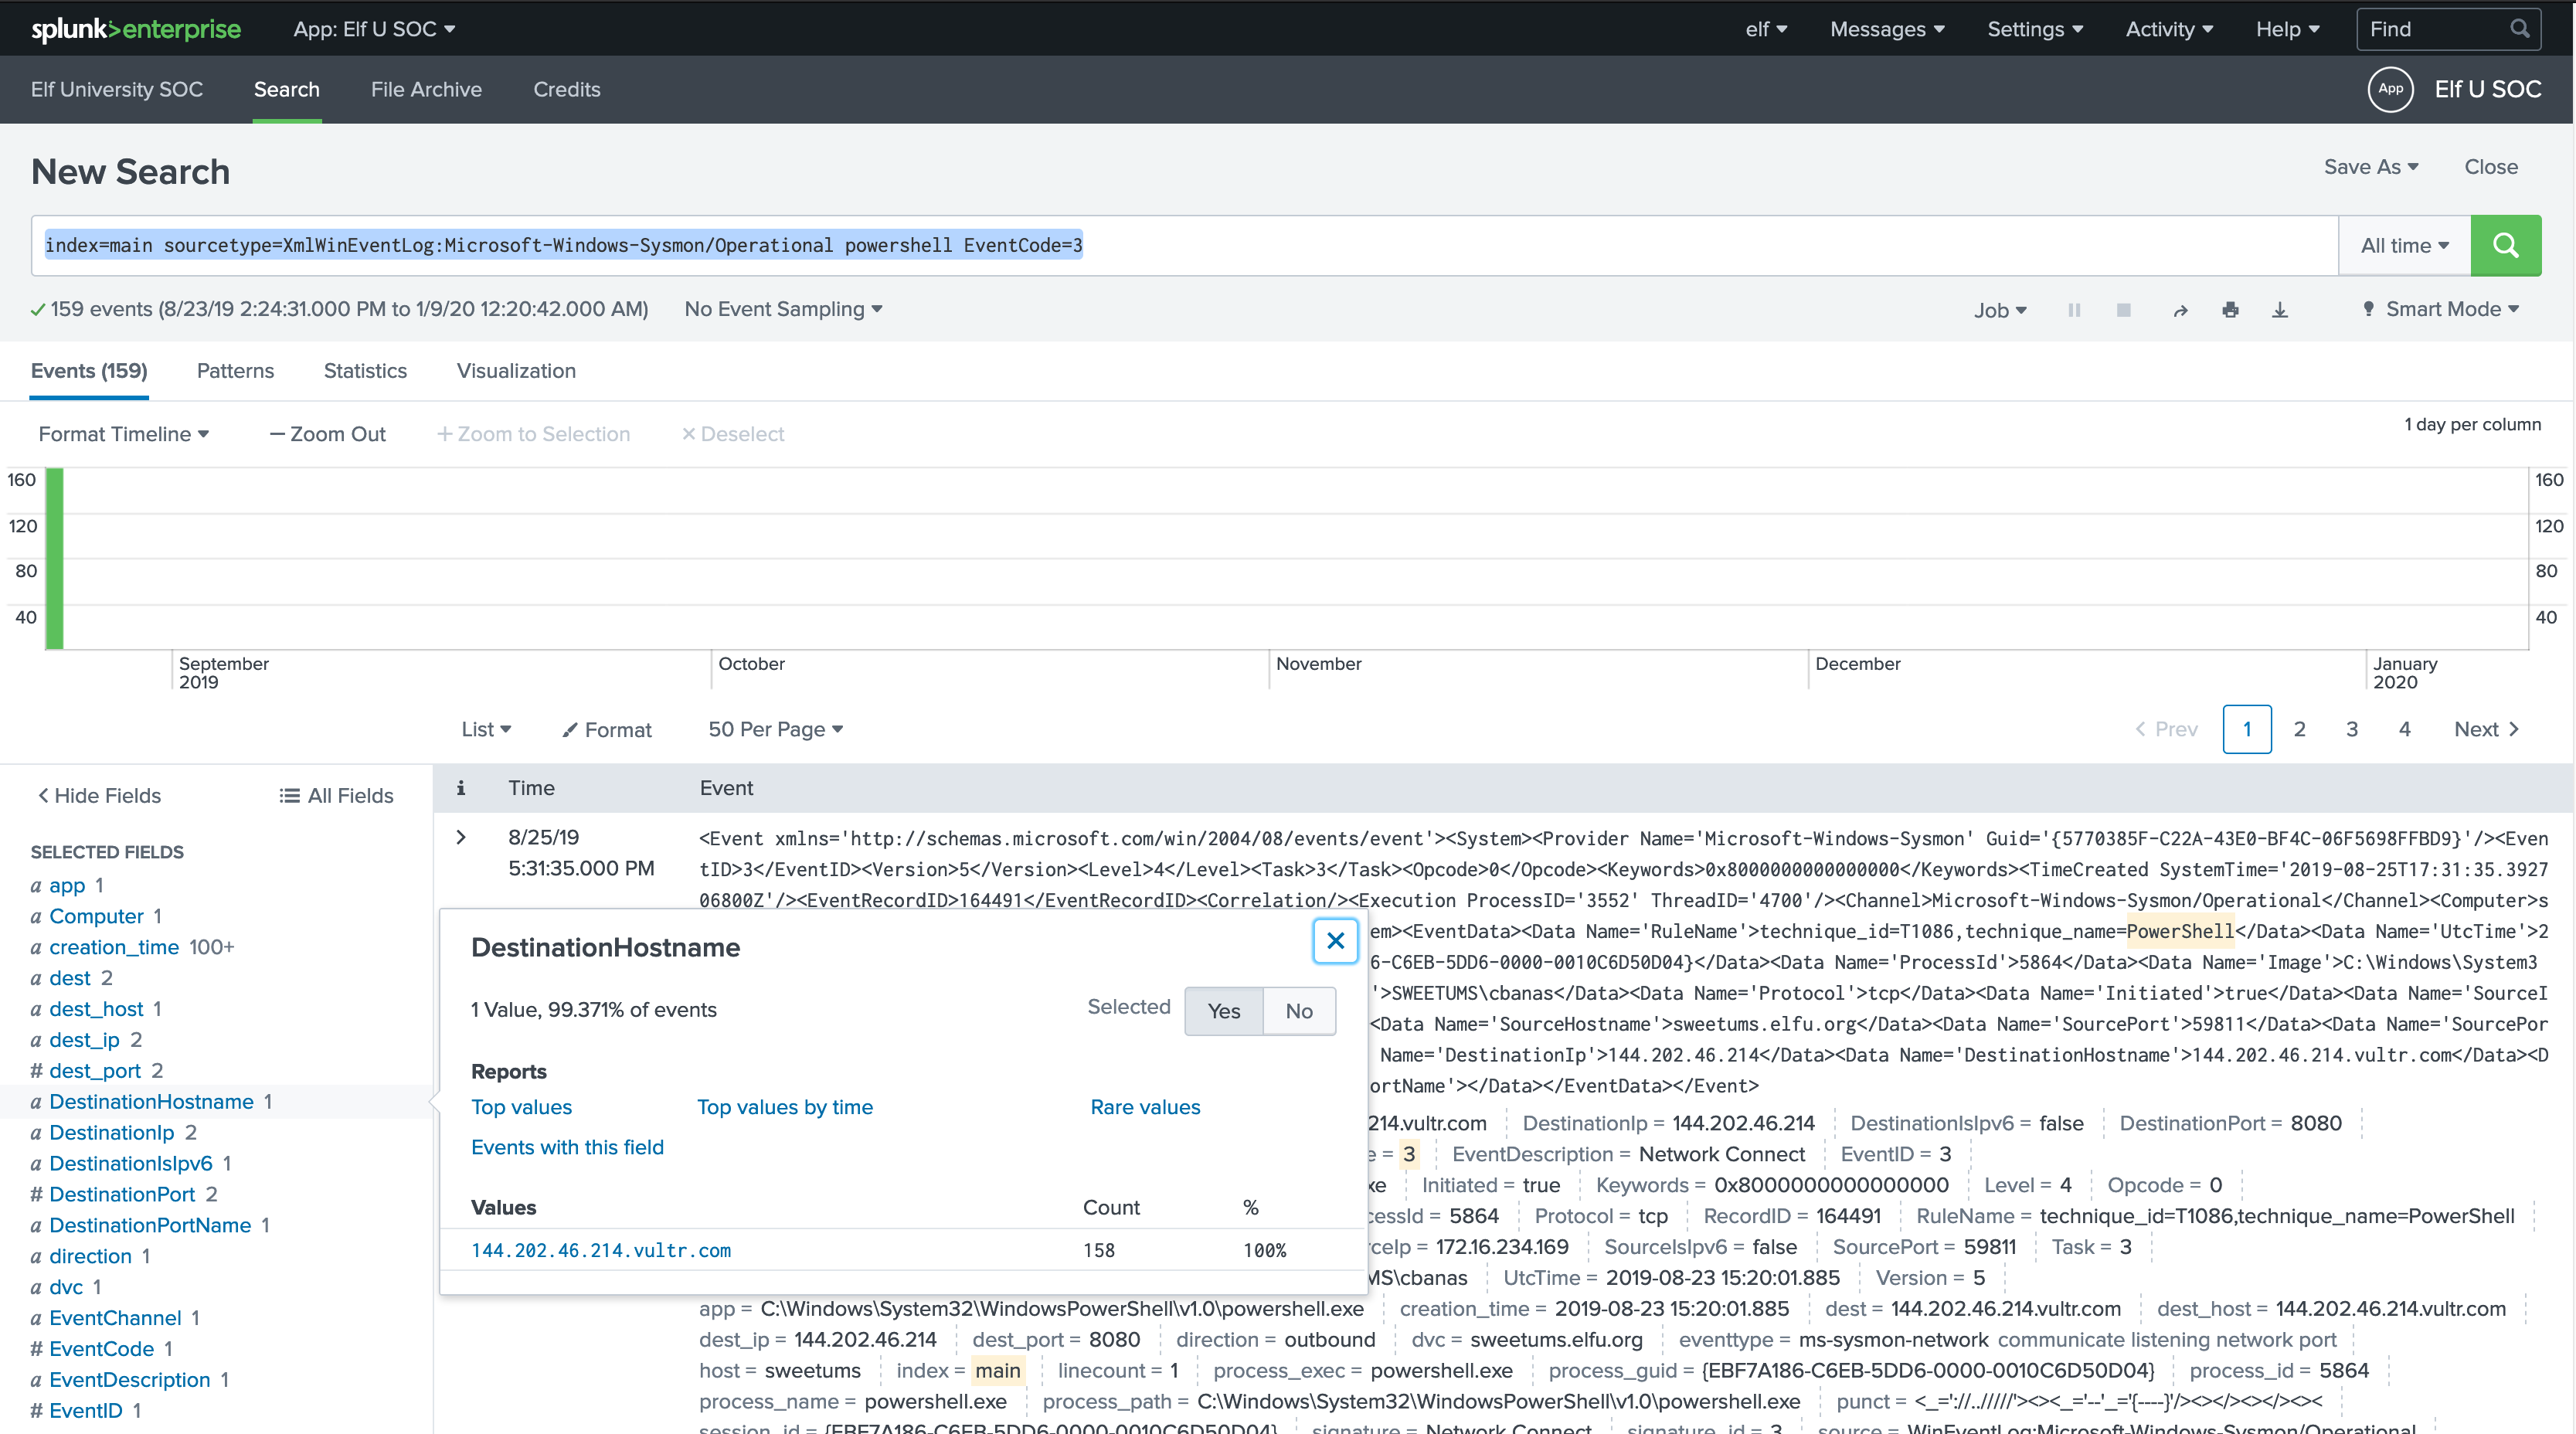 splunk>enterprise App: Elf U SOC elf Messages Settings Activity Help Find
Elf University SOC Search File Archive Credits App Elf U SOC
New Search Save As Close
index=main sourcetype=XmlWinEventLog:Microsoft-Windows-Sysmon/Operational powershell EventCode=3 All time
159 events (8/23/19 2:24:31.000 PM to 1/9/20 12:20:42.000 AM) No Event Sampling Job Smart Mode
Events (159) Patterns Statistics Visualization
Format Timeline — Zoom Out + Zoom to Selection × Deselect 1 day per column
160 160
120 120
80 80
40 40
September October November December January
2019 2020
List Format 50 Per Page < Prev 1 2 3 4 Next >
< Hide Fields All Fields i Time Event
SELECTED FIELDS
a app 1
a Computer 1
a creation_time 100+
a dest 2
a dest_host 1
a dest_ip 2
# dest_port 2
a DestinationHostname 1
a DestinationIp 2
a DestinationIsIpv6 1
# DestinationPort 2
a DestinationPortName 1
a direction 1
a dvc 1
a EventChannel 1
# EventCode 1
a EventDescription 1
# EventID 1
> 8/25/19
5:31:35.000 PM
<Event xmlns='http://schemas.microsoft.com/win/2004/08/events/event'><System><Provider Name='Microsoft-Windows-Sysmon' Guid='{5770385F-C22A-43E0-BF4C-06F5698FFBD9}'/><Even
tID>3</EventID><Version>5</Version><Level>4</Level><Task>3</Task><Opcode>0</Opcode><Keywords>0x8000000000000000</Keywords><TimeCreated SystemTime='2019-08-25T17:31:35.3927
06800Z'/><EventRecordID>164491</EventRecordID><Correlation/><Execution ProcessID='3552' ThreadID='4700'/><Channel>Microsoft-Windows-Sysmon/Operational</Channel><Computer>s
em><EventData><Data Name='RuleName'>technique_id=T1086,technique_name=PowerShell</Data><Data Name='UtcTime'>2
6-C6EB-5DD6-0000-0010C6D50D04}</Data><Data Name='ProcessId'>5864</Data><Data Name='Image'>C:\Windows\System3
'>SWEETUMS\cbanas</Data><Data Name='Protocol'>tcp</Data><Data Name='Initiated'>true</Data><Data Name='SourceI
<Data Name='SourceHostname'>sweetums.elfu.org</Data><Data Name='SourcePort'>59811</Data><Data Name='SourcePor
Name='DestinationIp'>144.202.46.214</Data><Data Name='DestinationHostname'>144.202.46.214.vultr.com</Data><D
ortName'></Data></EventData></Event>
214.vultr.com DestinationIp = 144.202.46.214 DestinationIsIpv6 = false DestinationPort = 8080
e = 3 EventDescription = Network Connect EventID = 3
xe Initiated = true Keywords = 0x8000000000000000 Level = 4 Opcode = 0
cessId = 5864 Protocol = tcp RecordID = 164491 RuleName = technique_id=T1086,technique_name=PowerShell
ceIp = 172.16.234.169 SourceIsIpv6 = false SourcePort = 59811 Task = 3
MS\cbanas UtcTime = 2019-08-23 15:20:01.885 Version = 5
app = C:\Windows\System32\WindowsPowerShell\v1.0\powershell.exe creation_time = 2019-08-23 15:20:01.885 dest = 144.202.46.214.vultr.com dest_host = 144.202.46.214.vultr.com
dest_ip = 144.202.46.214 dest_port = 8080 direction = outbound dvc = sweetums.elfu.org eventtype = ms-sysmon-network communicate listening network port
host = sweetums index = main linecount = 1 process_exec = powershell.exe process_guid = {EBF7A186-C6EB-5DD6-0000-0010C6D50D04} process_id = 5864
process_name = powershell.exe process_path = C:\Windows\System32\WindowsPowerShell\v1.0\powershell.exe punct = <_='://../////'><><_='--'_='{----}'/><></><></><><
session_id = {EBF7A186-C6EB-5DD6-0000-0010C6D50D04} signature = Network Connect signature_id = 3 source = WinEventLog:Microsoft-Windows-Sysmon/Operational
DestinationHostname ×
1 Value, 99.371% of events Selected Yes No
Reports
Top values Top values by time Rare values
Events with this field
Values Count %
144.202.46.214.vultr.com 158 100%